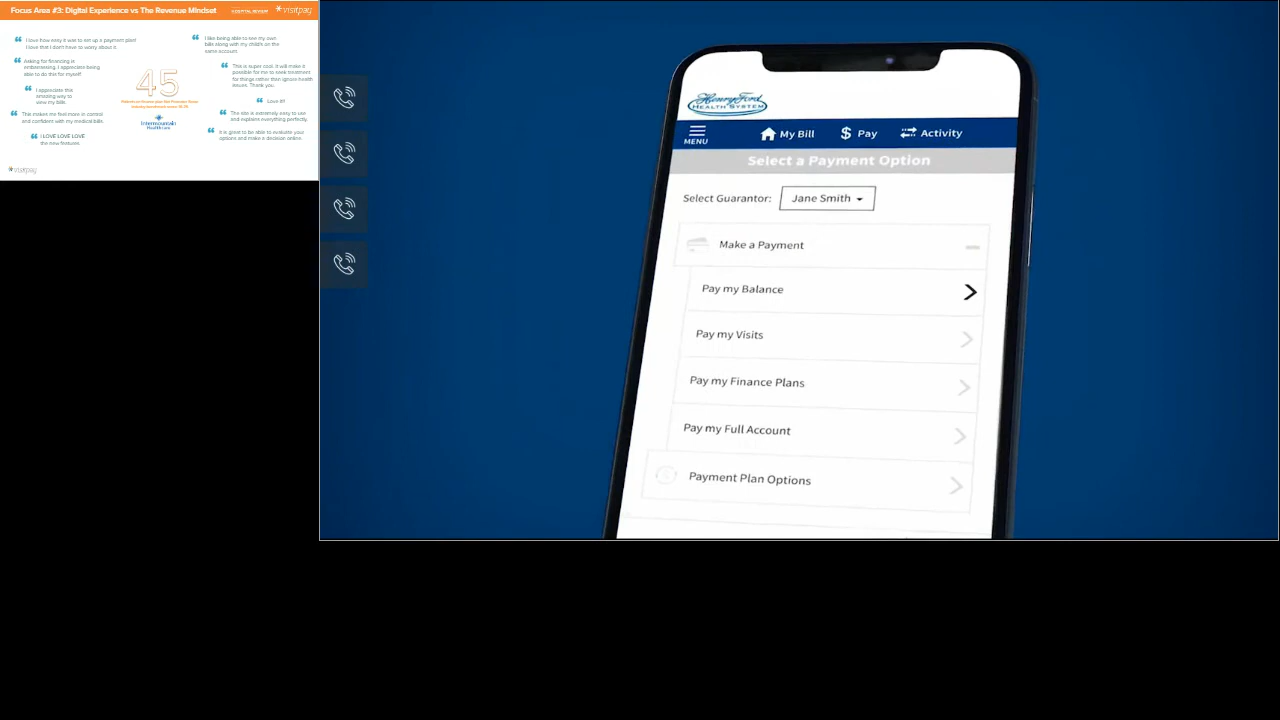 Focus Area #3: Digital Experience vs The Revenue Mindset
visitpay
I love how easy it was to set up a payment plan!
I love that I don't have to worry about it.
Asking for financing is
embarrassing. I appreciate being
able to do this for myself
I appreciate this
amazing way to
view my bills.
This makes me feel more in control
and confident with my medical bills.
I LOVE LOVE LOVE
the new features.
45
Intermountain
Healthcare
I like being able to see my own
bills along with my child's on the
same account
This is super cool. It will make it
possible for me to seek treatment
for things rather than ignore health
issues. Thank you.
Love it!!
The site is extremely easy to use
and explains everything perfectly.
It is great to be able to evaluate your
options and make a decision online.
visitpay
Henry Ford
HEALTH SYSTEM
MENU
My Bill
$ Pay
Activity
Select a Payment Option
Select Guarantor: Jane Smith
Make a Payment
Pay my Balance
Pay my Visits
Pay my Finance Plans
Pay my Full Account
Payment Plan Options